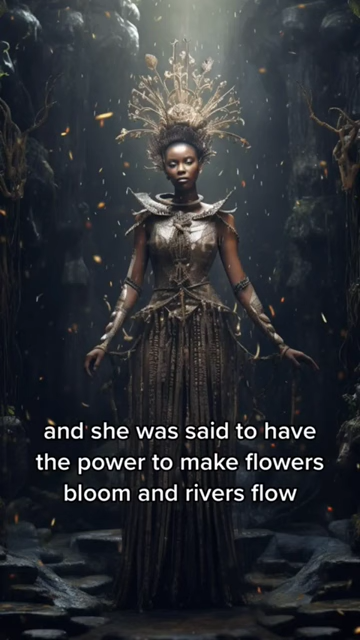 and she was said to have
the power to make flowers
bloom and rivers flow